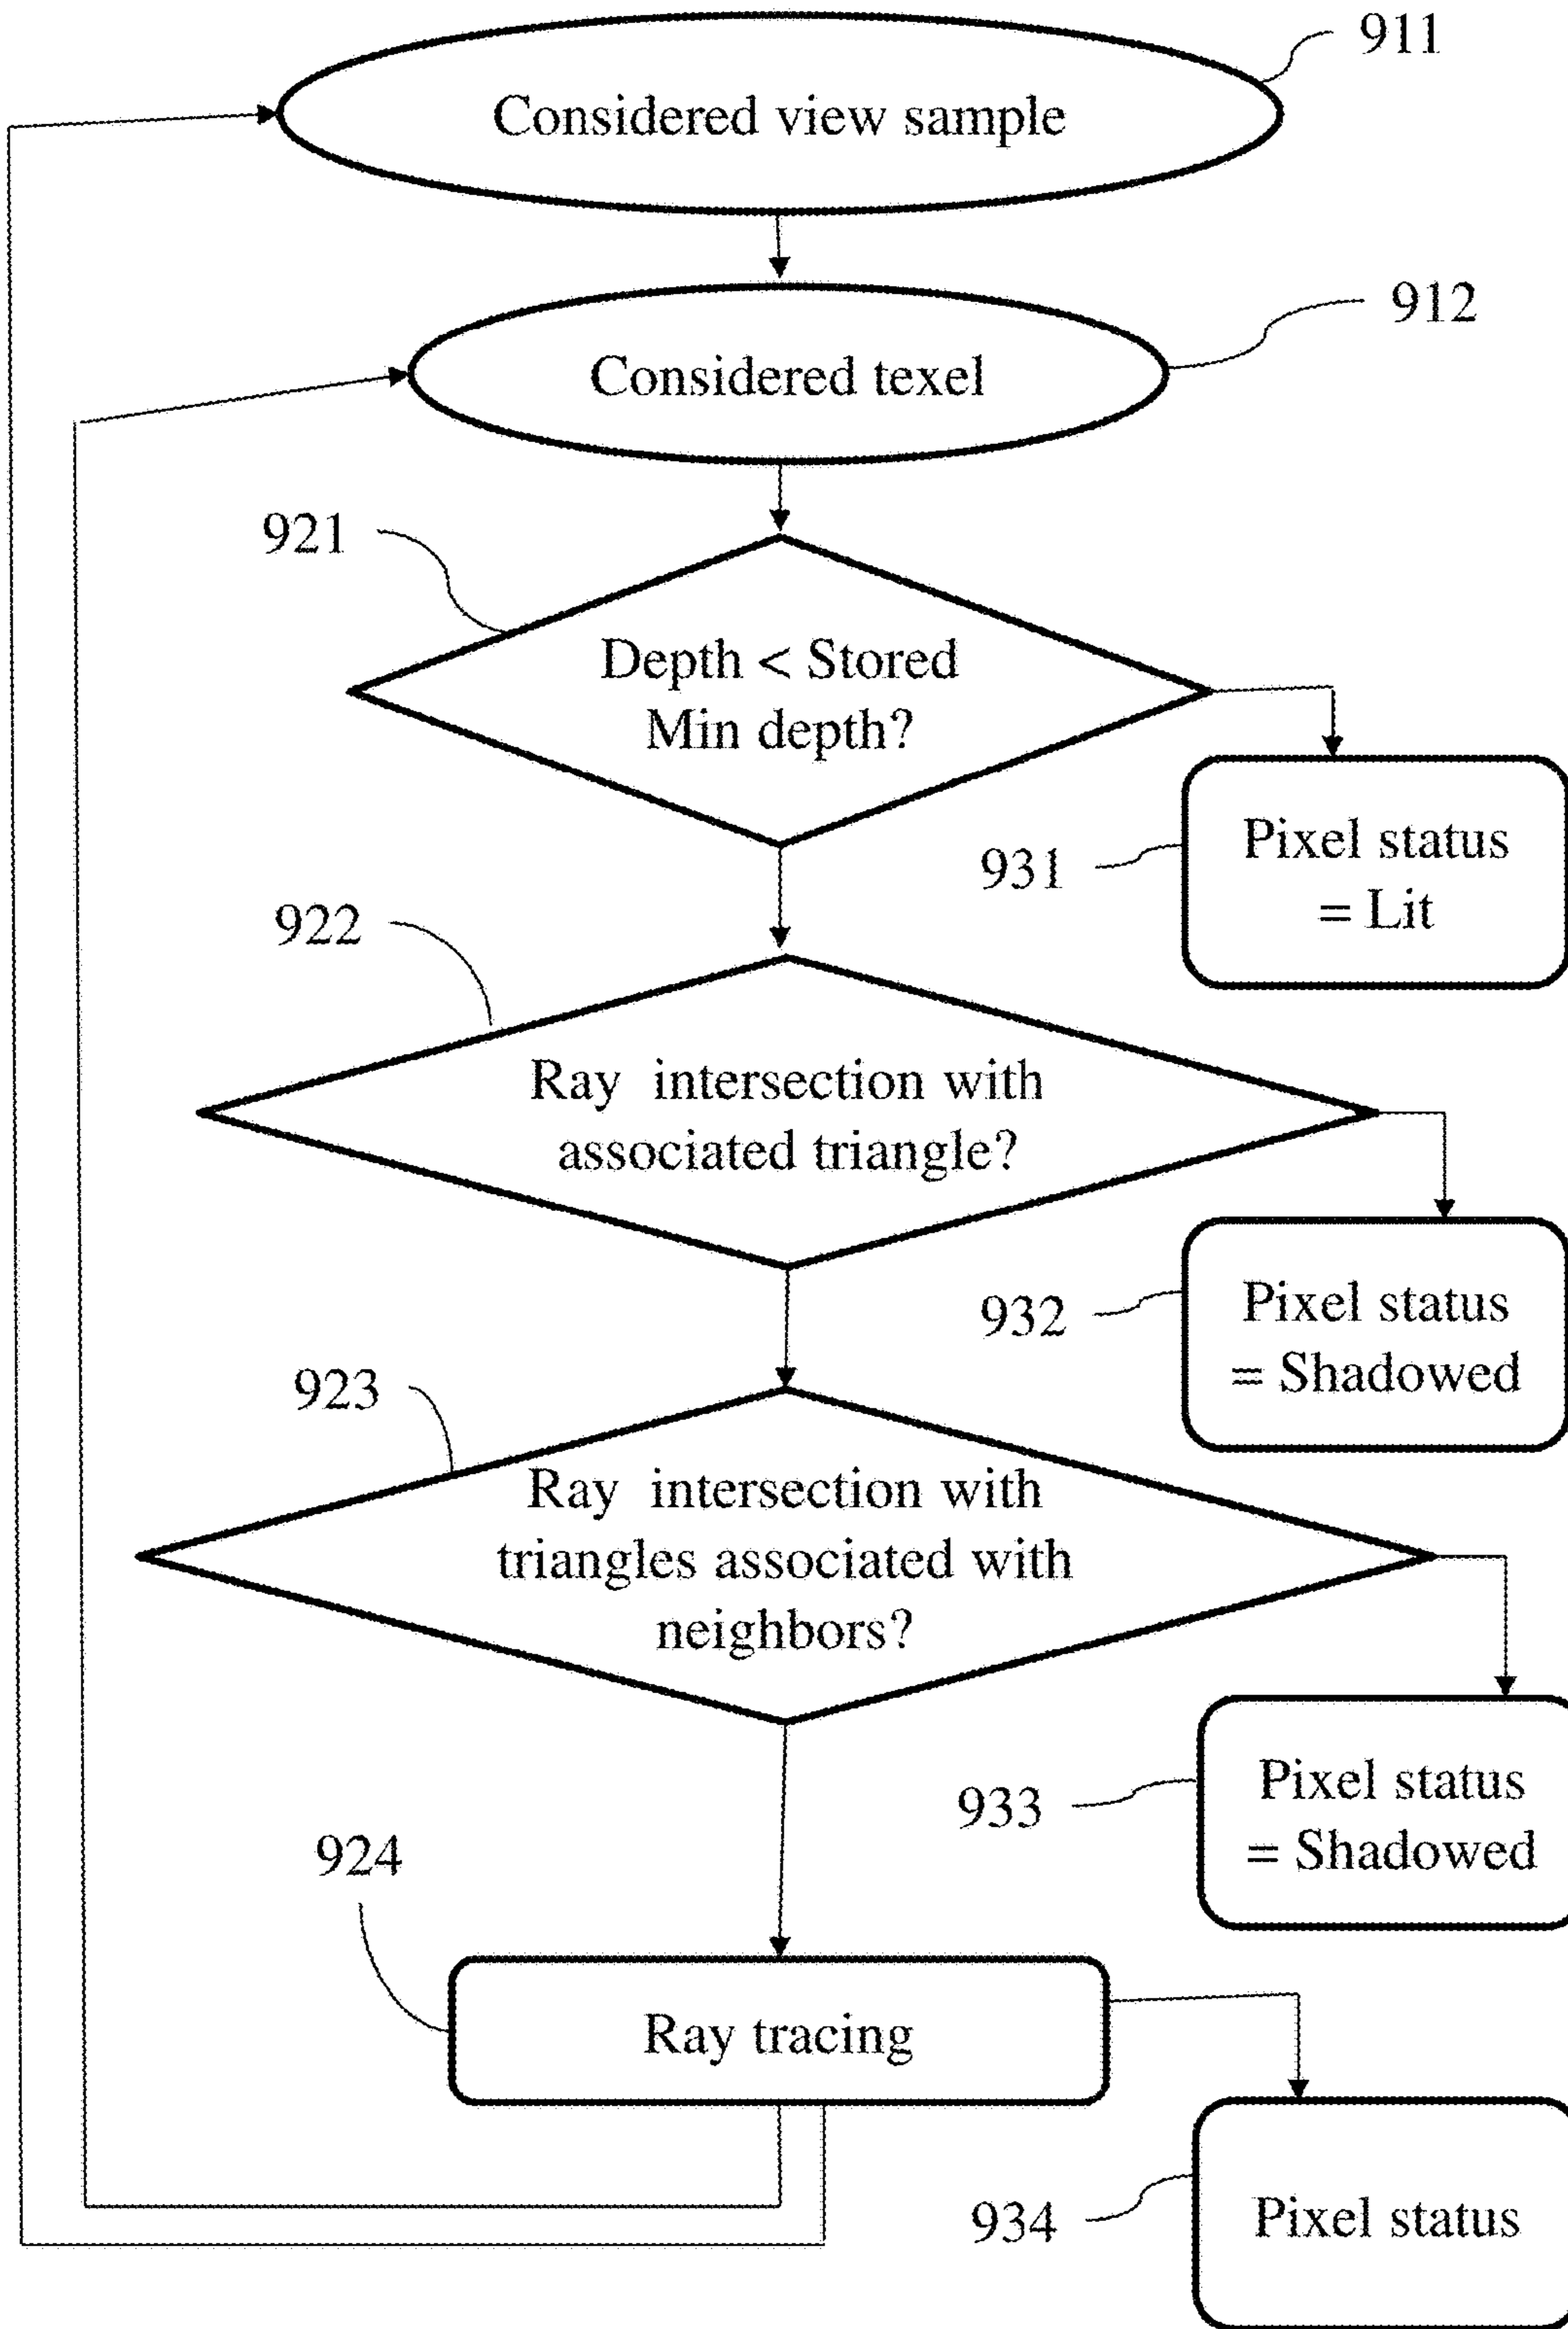 911
Considered view sample
912
Considered texel
921
Depth < Stored
Min depth?
931
Pixel status
= Lit
922
Ray intersection with
associated triangle?
932
Pixel status
= Shadowed
923
Ray intersection with
triangles associated with
neighbors?
933
Pixel status
= Shadowed
924
Ray tracing
934
Pixel status